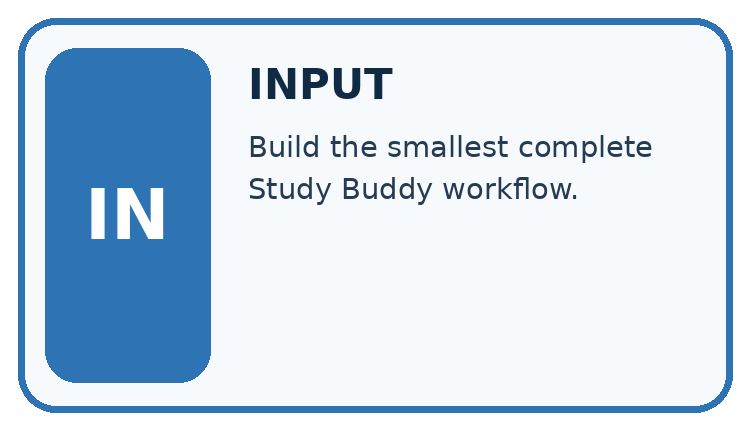 IN
INPUT
Build the smallest complete
Study Buddy workflow.